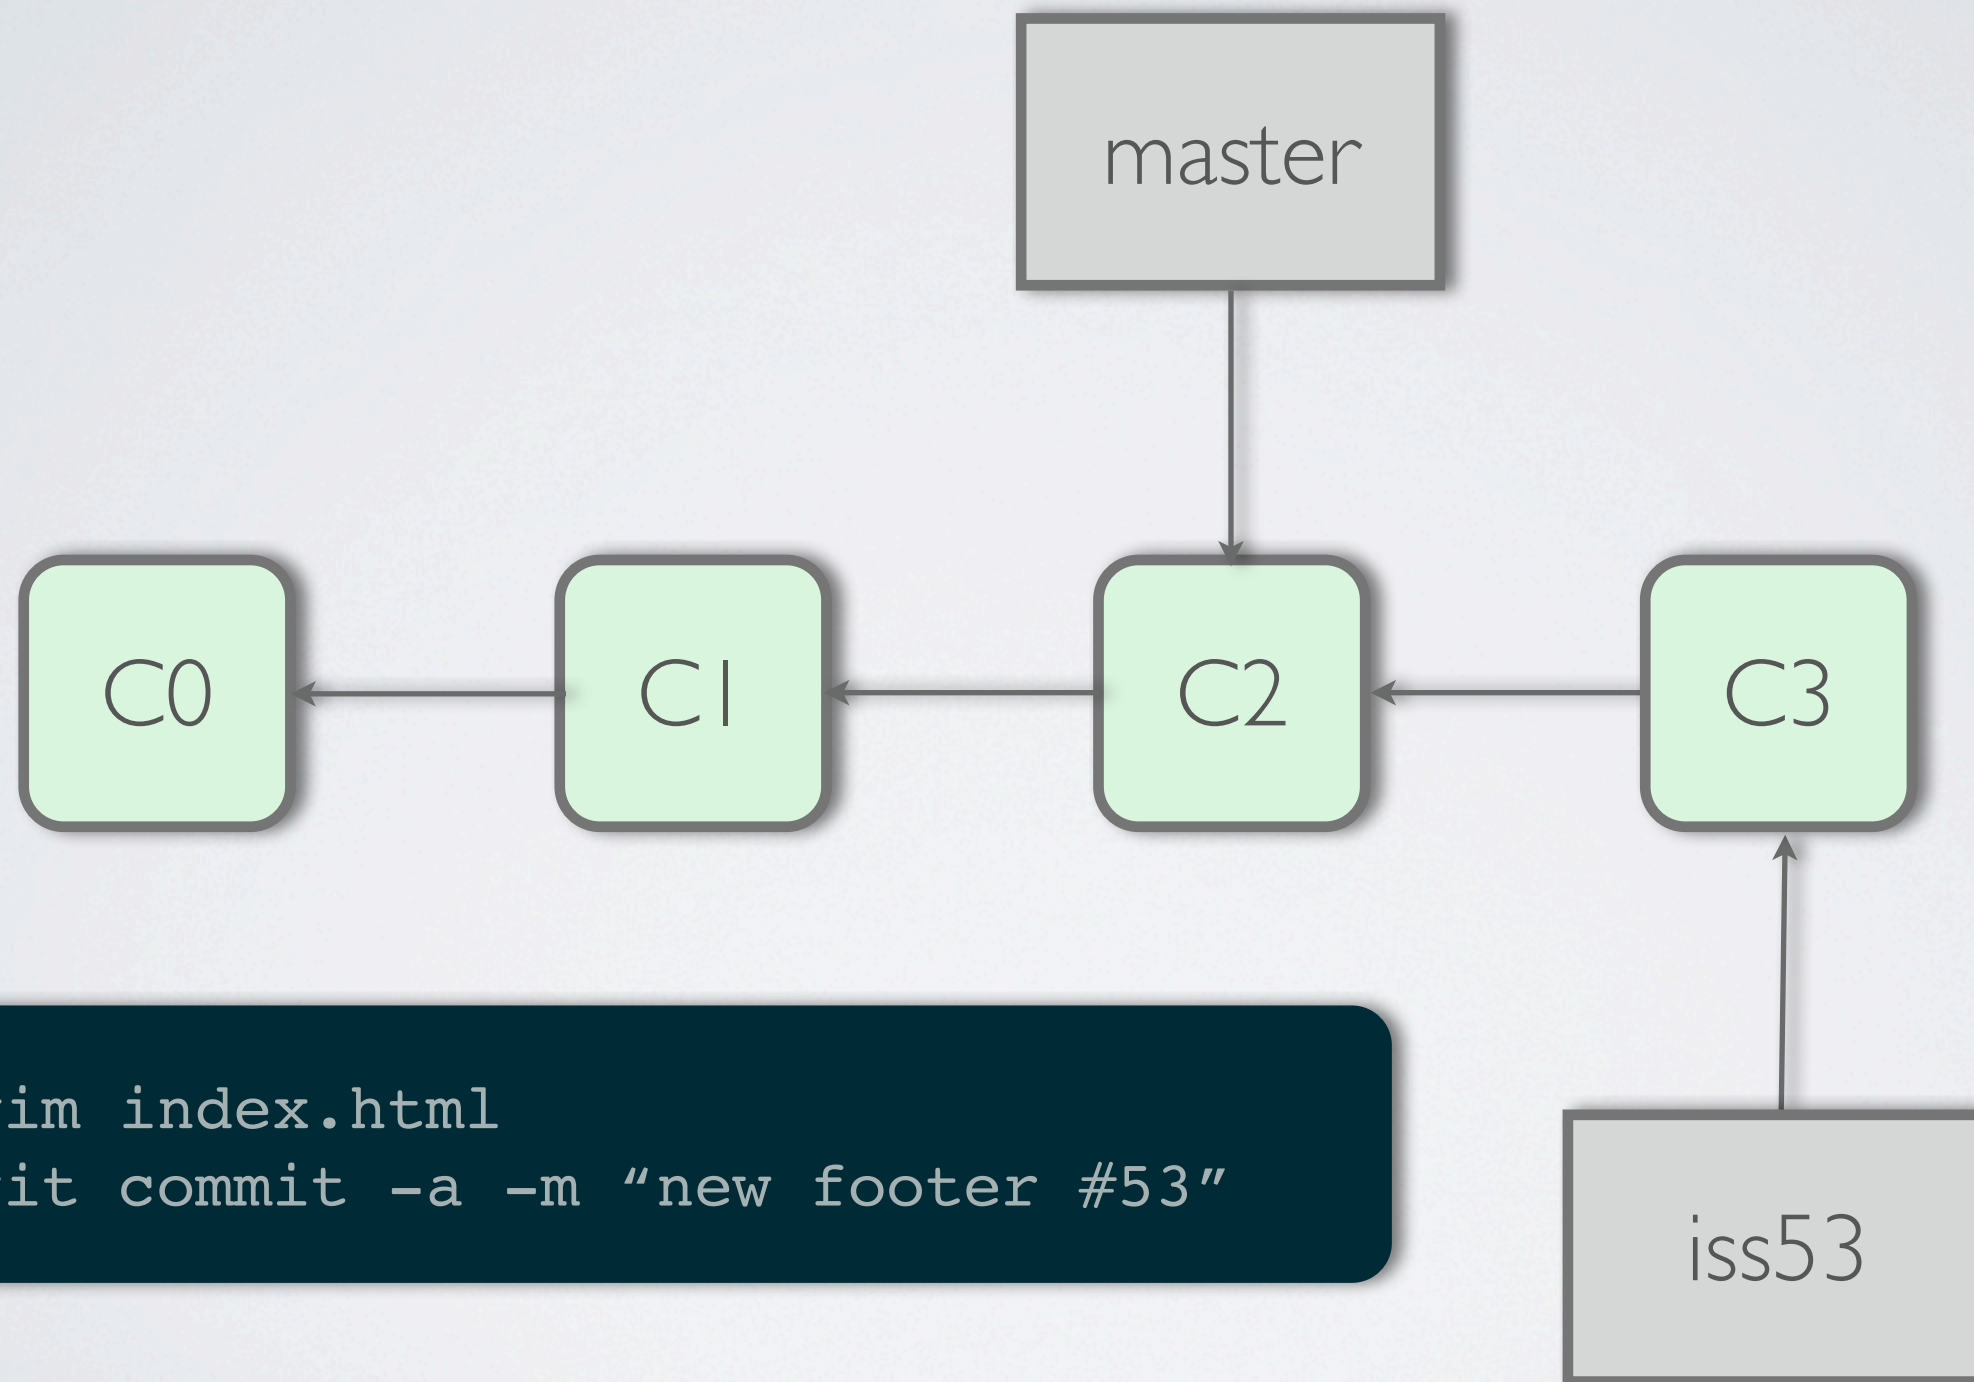 master
C0
C1
C2
C3
im index.html
it commit -a -m “new footer #53”
iss53